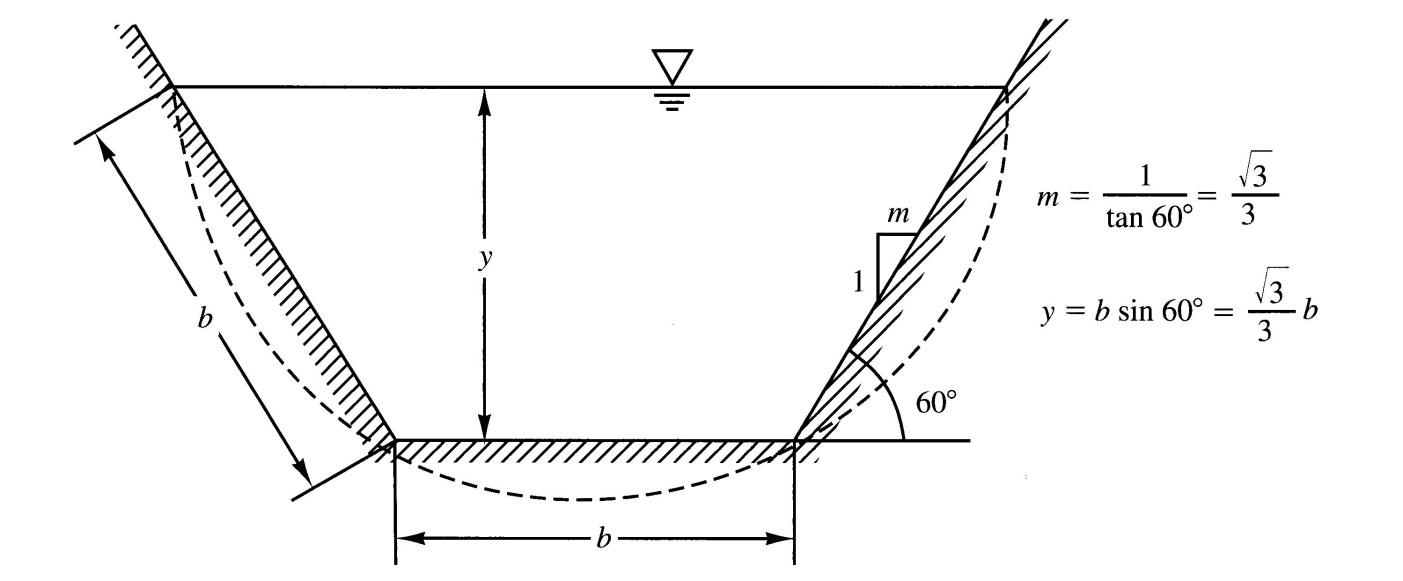 y
b
m
1
60°
b
m = 1/tan 60° = √3/3
y = b sin 60° = √3/3 b